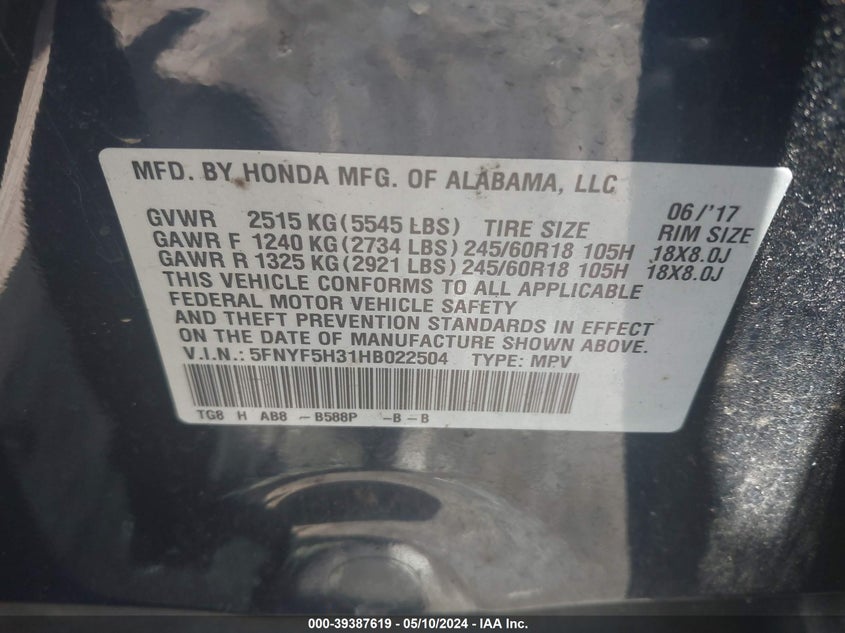 MFD. BY HONDA MFG. OF ALABAMA, LLC
06/'17
GVWR 2515 KG (5545 LBS) TIRE SIZE RIM SIZE
GAWR F 1240 KG (2734 LBS) 245/60R18 105H 18X8.0J
GAWR R 1325 KG (2921 LBS) 245/60R18 105H 18X8.0J
THIS VEHICLE CONFORMS TO ALL APPLICABLE
FEDERAL MOTOR VEHICLE SAFETY
AND THEFT PREVENTION STANDARDS IN EFFECT
ON THE DATE OF MANUFACTURE SHOWN ABOVE.
V.I.N.: 5FNYF5H31HB022504 TYPE: MPV
TG8 H AB8 - B588P -B - B
000-39387619 - 05/10/2024 - IAA Inc.